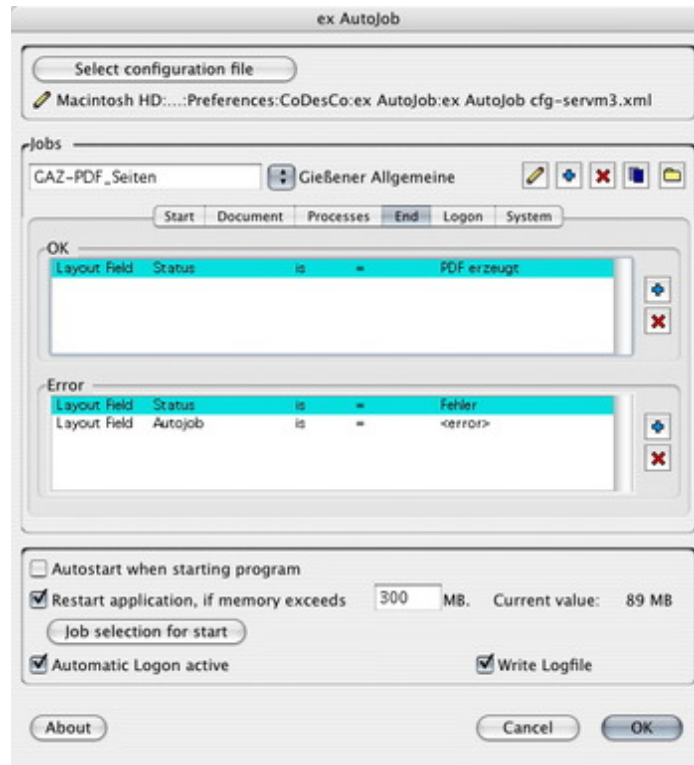 ex AutoJob
Select configuration file
Macintosh HD:...:Preferences:CoDesCo:ex AutoJob:ex AutoJob cfg-servm3.xml
Jobs
GAZ-PDF_Seiten Gießener Allgemeine
Start Document Processes End Logon System
OK
Layout Field Status is = PDF erzeugt
Error
Layout Field Status is = Fehler
Layout Field Autojob is = <error>
Autostart when starting program
Restart application, if memory exceeds 300 MB. Current value: 89 MB
Job selection for start
Automatic Logon active Write Logfile
About Cancel OK